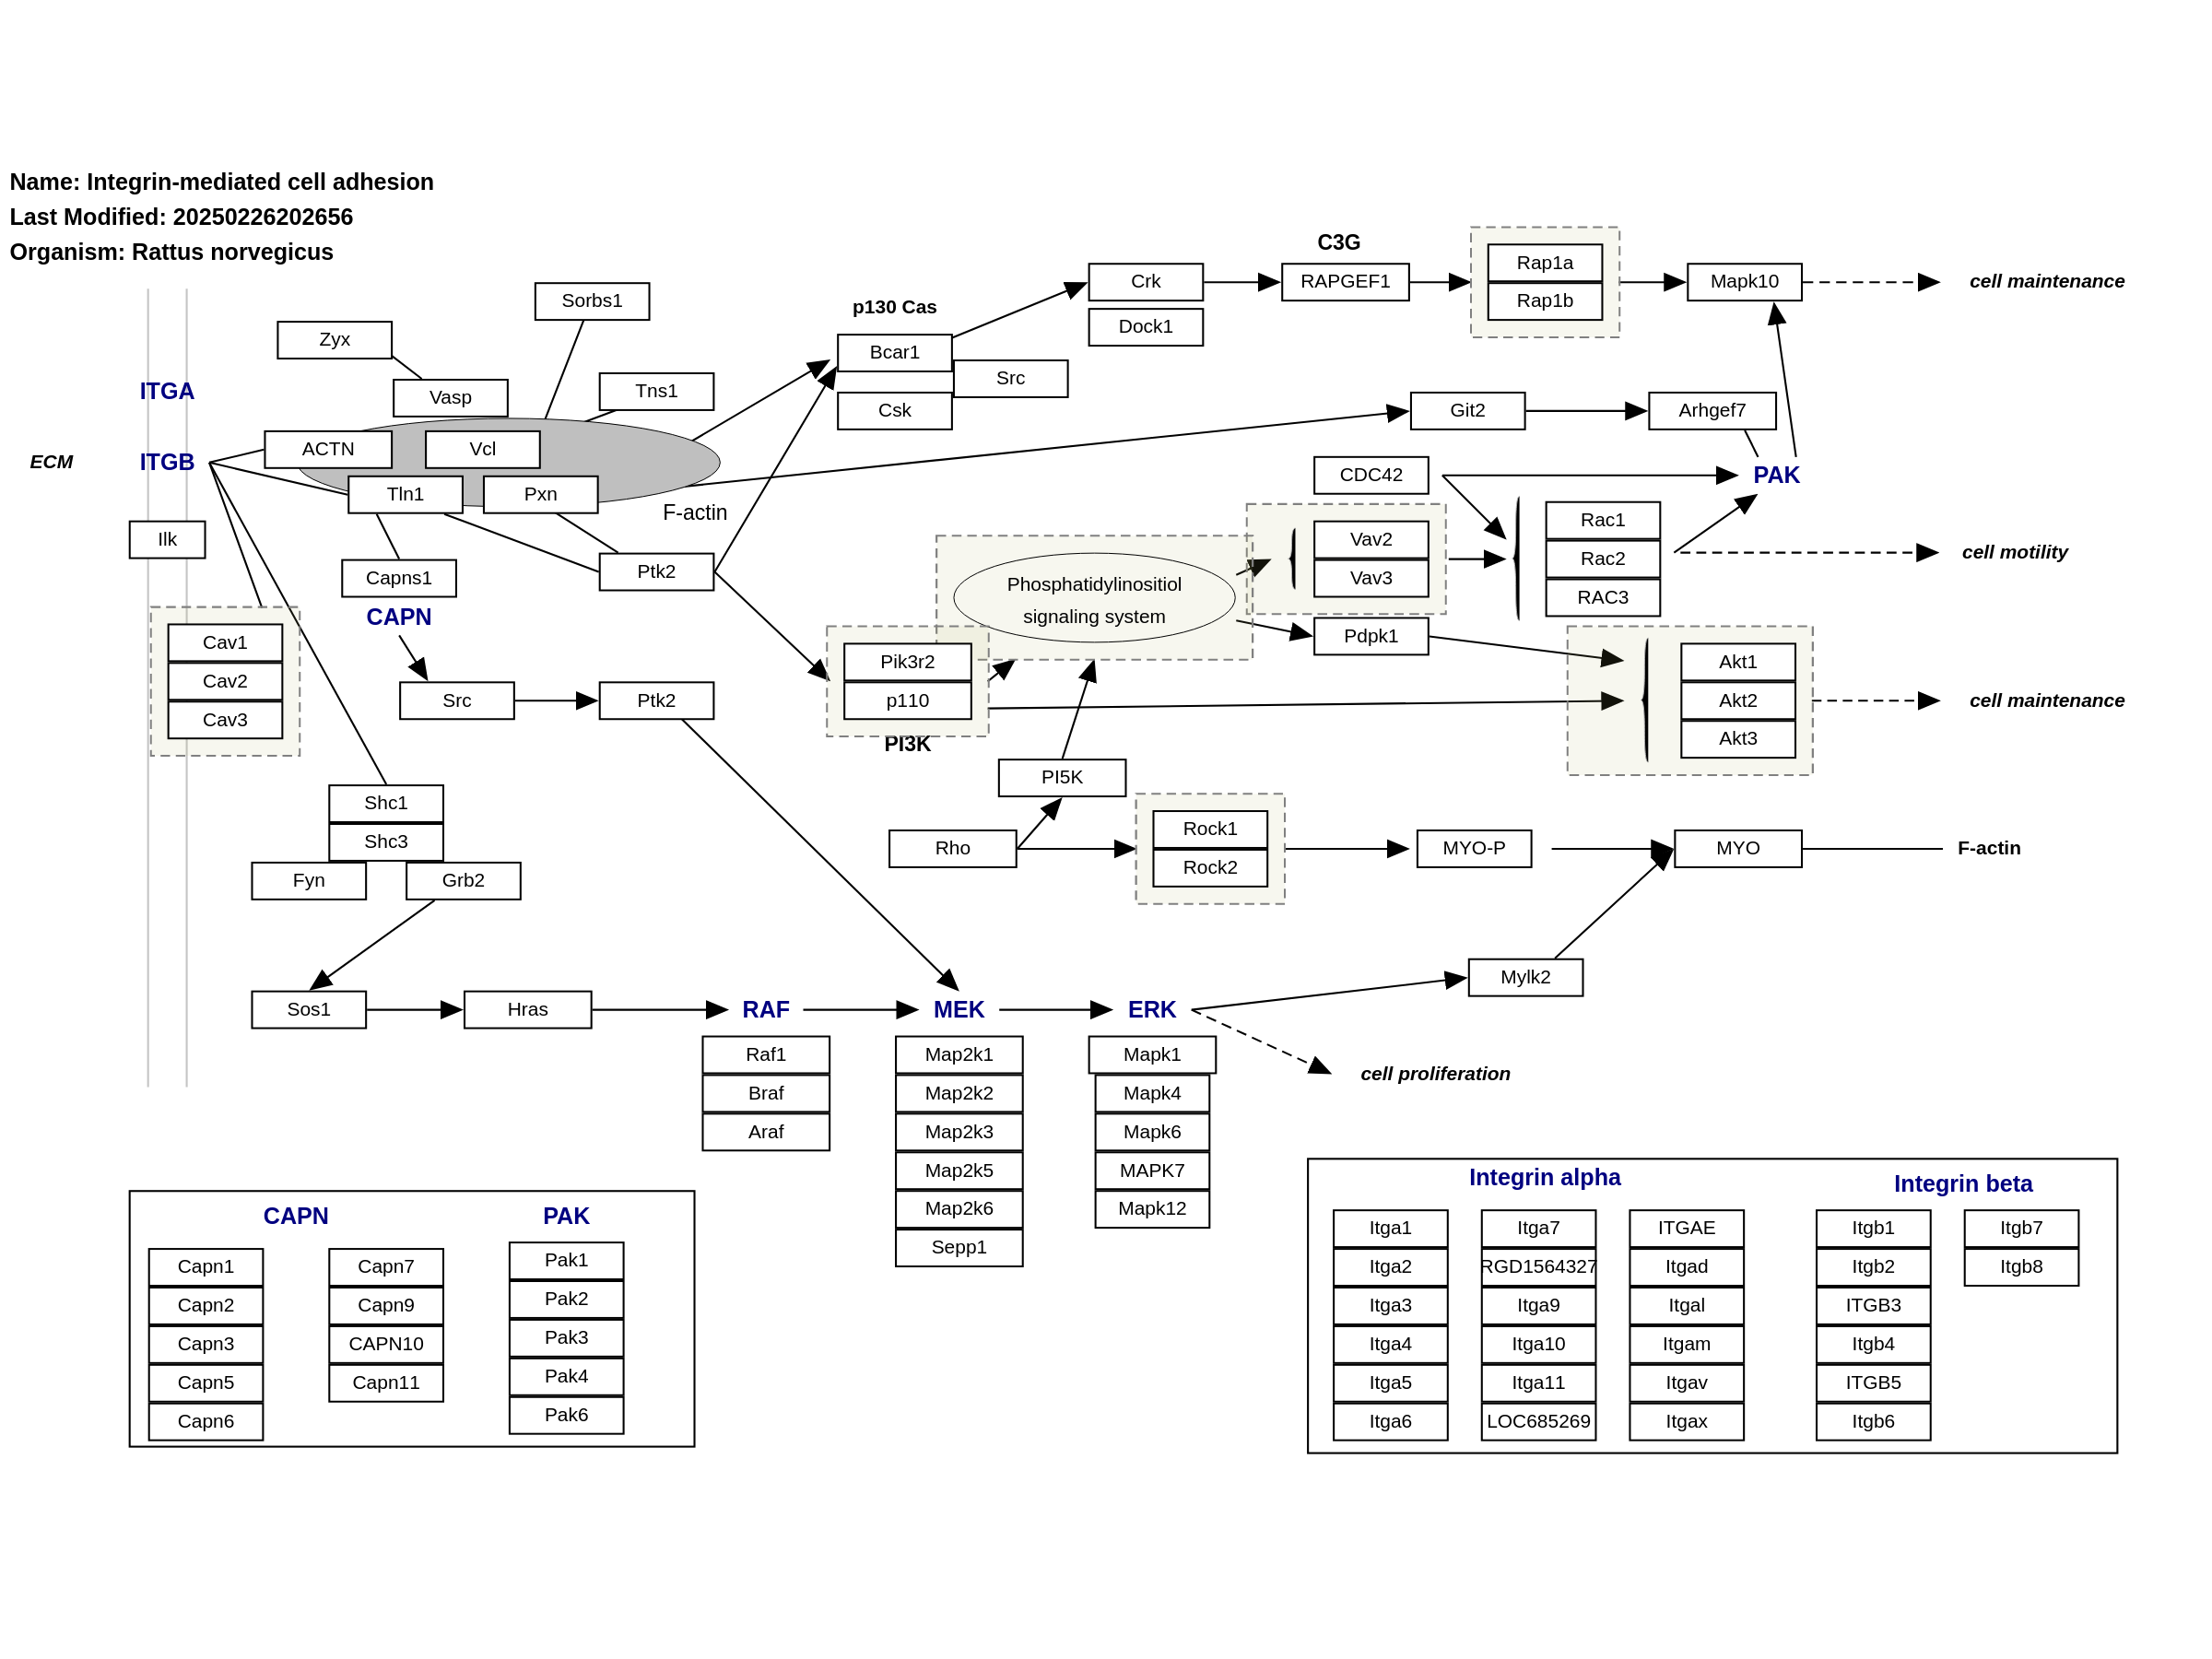 Name: Integrin-mediated cell adhesion
Last Modified: 20250226202656
Organism: Rattus norvegicus
C3G
Crk
RAPGEF1
Rap1a
Rap1b
Mapk10
cell maintenance
Sorbs1
p130 Cas
Dock1
Zyx
Bcar1
Src
Tns1
ITGA
Vasp
Csk
Git2
Arhgef7
ECM
ITGB
ACTN
Vcl
CDC42
PAK
Tln1
Pxn
F-actin
Ilk
Capns1
Ptk2
Phosphatidylinositiol
signaling system
Vav2
Vav3
Rac1
Rac2
RAC3
cell motility
CAPN
Pdpk1
Cav1
Cav2
Cav3
Src
Ptk2
Pik3r2
p110
PI3K
Akt1
Akt2
Akt3
cell maintenance
PI5K
Shc1
Shc3
Fyn
Grb2
Rho
Rock1
Rock2
MYO-P
MYO
F-actin
Mylk2
Sos1
Hras
RAF
MEK
ERK
Raf1
Braf
Araf
Map2k1
Map2k2
Map2k3
Map2k5
Map2k6
Sepp1
Mapk1
Mapk4
Mapk6
MAPK7
Mapk12
cell proliferation
CAPN
PAK
Capn1
Capn2
Capn3
Capn5
Capn6
Capn7
Capn9
CAPN10
Capn11
Pak1
Pak2
Pak3
Pak4
Pak6
Integrin alpha
Integrin beta
Itga1
Itga2
Itga3
Itga4
Itga5
Itga6
Itga7
RGD1564327
Itga9
Itga10
Itga11
LOC685269
ITGAE
Itgad
Itgal
Itgam
Itgav
Itgax
Itgb1
Itgb2
ITGB3
Itgb4
ITGB5
Itgb6
Itgb7
Itgb8